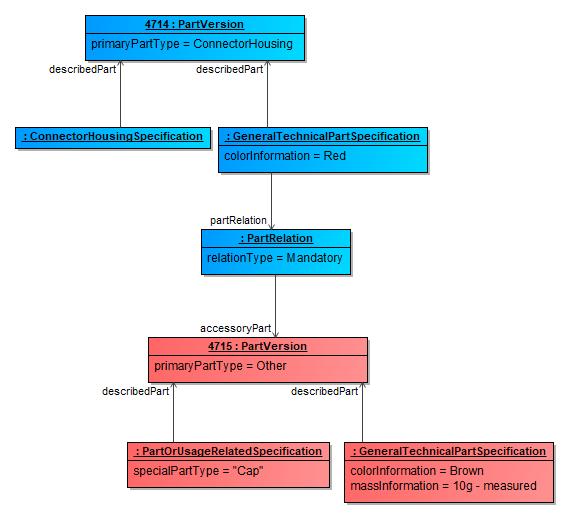 4714 : PartVersion
primaryPartType = ConnectorHousing
describedPart
describedPart
: ConnectorHousingSpecification
: GeneralTechnicalPartSpecification
colorInformation = Red
partRelation
: PartRelation
relationType = Mandatory
accessoryPart
4715 : PartVersion
primaryPartType = Other
describedPart
describedPart
: PartOrUsageRelatedSpecification
specialPartType = "Cap"
: GeneralTechnicalPartSpecification
colorInformation = Brown
massInformation = 10g - measured